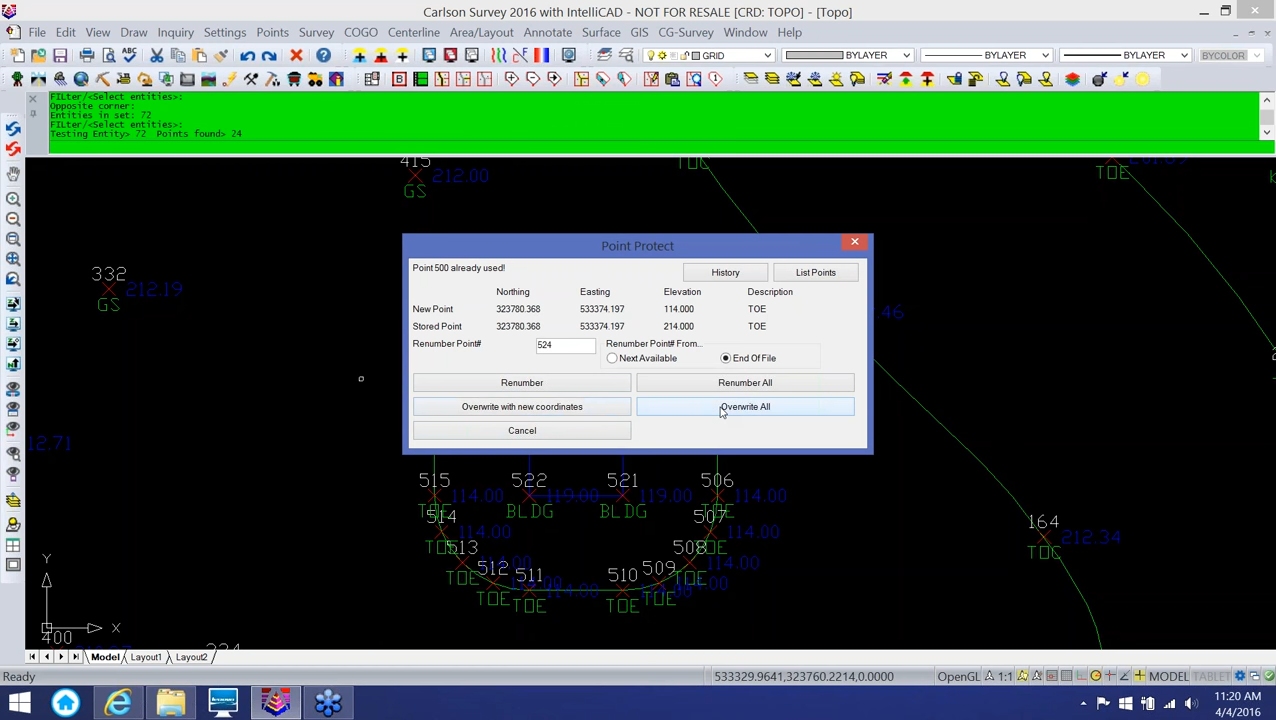 Carlson Survey 2016 with IntelliCAD - NOT FOR RESALE [CRD: TOPO] - [Topo]
File Edit View Draw Inquiry Settings Points Survey COGO Centerline Area/Layout Annotate Surface GIS CG-Survey Window Help
GRID BYLAYER BYLAYER BYLAYER BYCOLOR
FILter/<Select entities>:
Opposite corner:
Entities in set: 72
FILter/<Select entities>:
Testing Entity> 72 Points found> 24
415
212.00
GS
TOE
332
212.19
GS
Point Protect
Point 500 already used!
History List Points
Northing Easting Elevation Description
New Point 323780.368 533374.197 114.000 TOE
Stored Point 323780.368 533374.197 214.000 TOE
Renumber Point# 524 Renumber Point# From...
Next Available End Of File
Renumber Renumber All
Overwrite with new coordinates Overwrite All
Cancel
12.71
515 522 521 506
114.00 119.00 119.00 114.00
TOE BLDG BLDG TOE
514 114.00 507 114.00
513 508
TOE 114.00
512 511 510 509
TOE TOE TOE TOE
164
212.34
Y
X
400
Model Layout1 Layout2
Ready 533329.9641,323760.2214,0.0000 OpenGL 1:1 MODEL TABLET
11:20 AM
4/4/2016